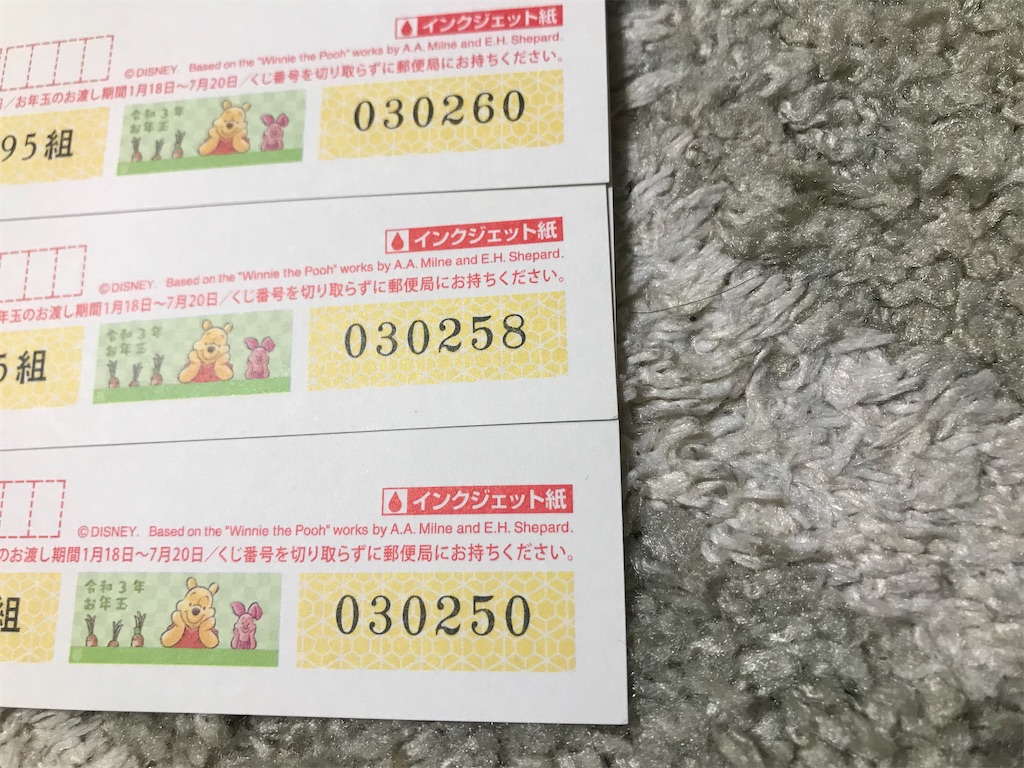 インクジェット紙
©DISNEY. Based on the "Winnie the Pooh" works by A.A. Milne and E.H. Shepard.
/お年玉のお渡し期間1月18日～7月20日/くじ番号を切り取らずに郵便局にお持ちください。
95組
令和3年
お年玉
030260
インクジェット紙
©DISNEY. Based on the "Winnie the Pooh" works by A.A. Milne and E.H. Shepard.
年玉のお渡し期間1月18日～7月20日/くじ番号を切り取らずに郵便局にお持ちください。
5組
令和3年
お年玉
030258
インクジェット紙
©DISNEY. Based on the "Winnie the Pooh" works by A.A. Milne and E.H. Shepard.
のお渡し期間1月18日～7月20日/くじ番号を切り取らずに郵便局にお持ちください。
組
令和3年
お年玉
030250